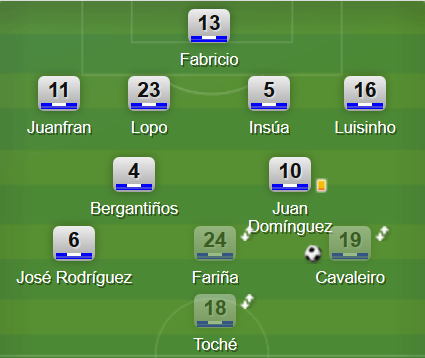 13
Fabricio
11 23 5 16
Juanfran Lopo Insúa Luisinho
4 10
Bergantiños Juan
Domínguez
6 24 19
José Rodríguez Fariña Cavaleiro
18
Toché